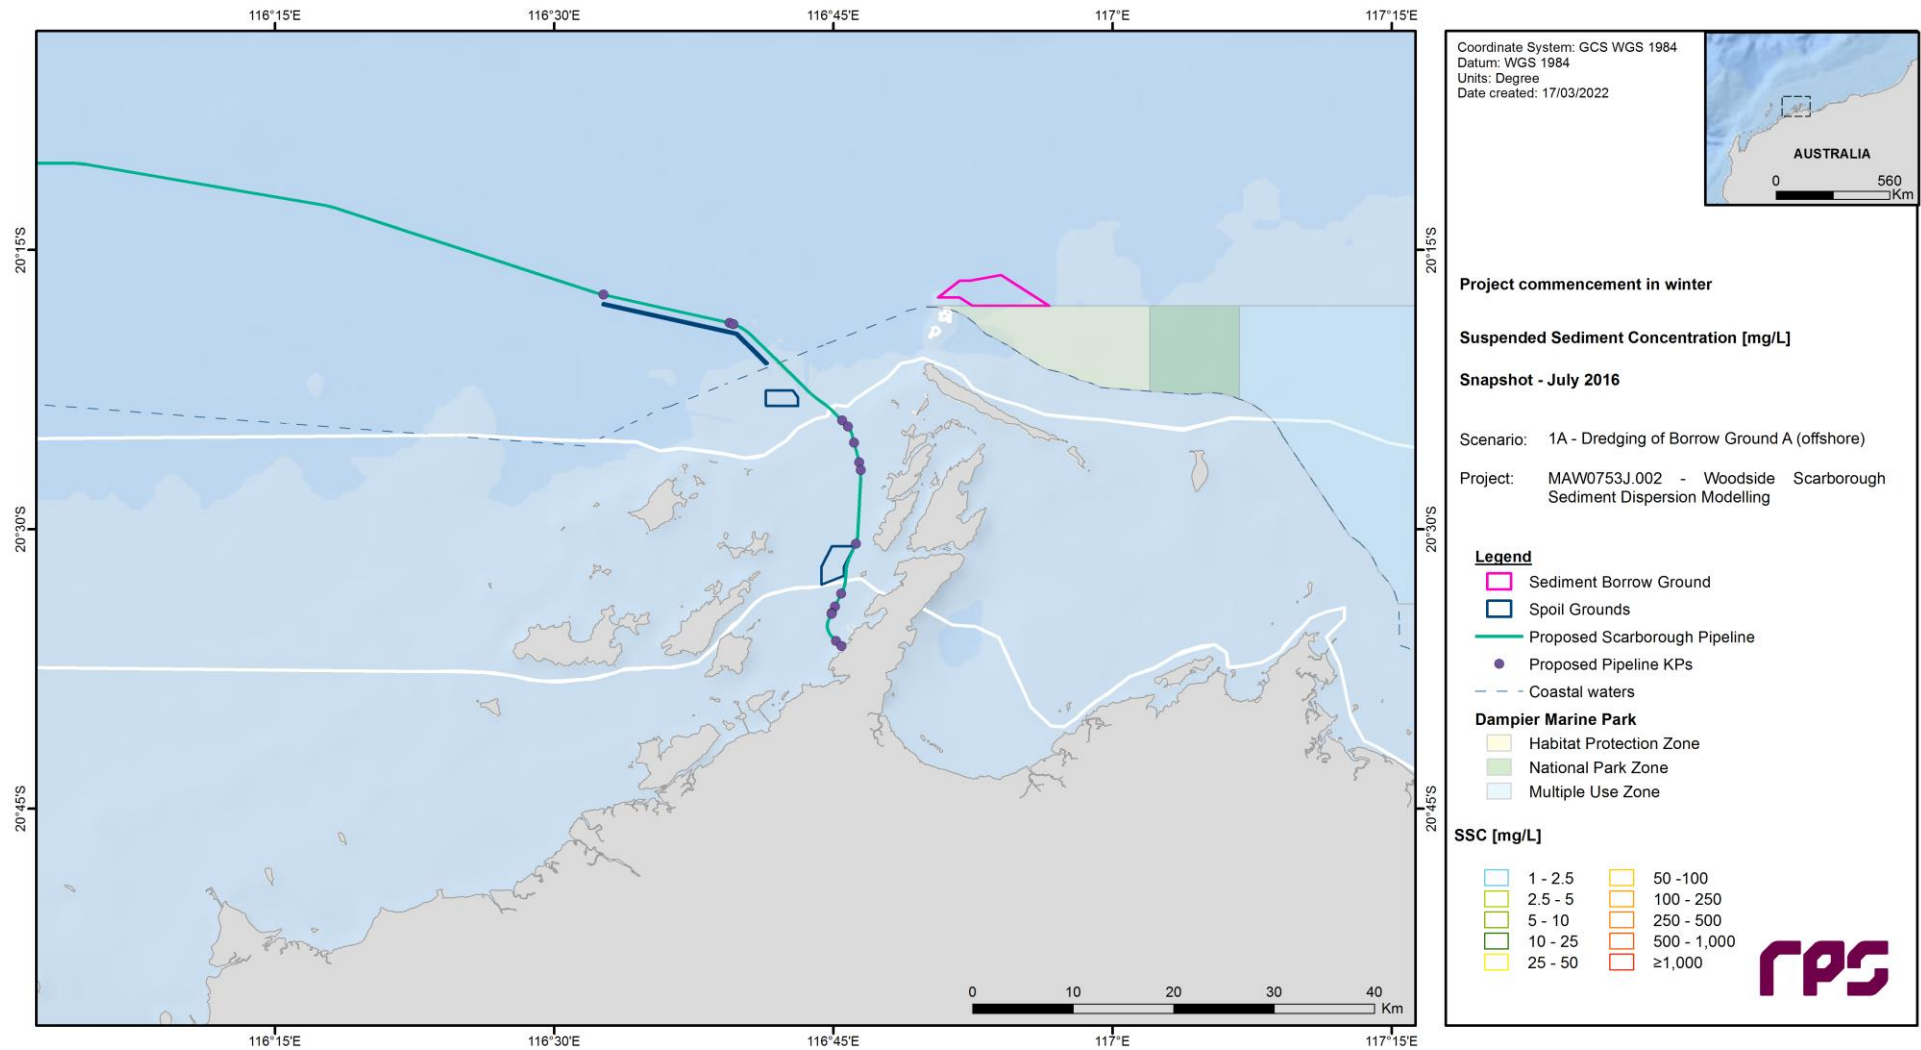 116°15'E 116°30'E 116°45'E 117°E 117°15'E
20°15'S 20°15'S
20°30'S 20°30'S
20°45'S 20°45'S
0 10 20 30 40
Km
116°15'E 116°30'E 116°45'E 117°E 117°15'E
Coordinate System: GCS WGS 1984
Datum: WGS 1984
Units: Degree
Date created: 17/03/2022
AUSTRALIA
0 560
Km
Project commencement in winter
Suspended Sediment Concentration [mg/L]
Snapshot - July 2016
Scenario: 1A - Dredging of Borrow Ground A (offshore)
Project: MAW0753J.002 - Woodside Scarborough
Sediment Dispersion Modelling
Legend
Sediment Borrow Ground
Spoil Grounds
Proposed Scarborough Pipeline
Proposed Pipeline KPs
Coastal waters
Dampier Marine Park
Habitat Protection Zone
National Park Zone
Multiple Use Zone
SSC [mg/L]
1 - 2.5 50 -100
2.5 - 5 100 - 250
5 - 10 250 - 500
10 - 25 500 - 1,000
25 - 50 ≥1,000
rps